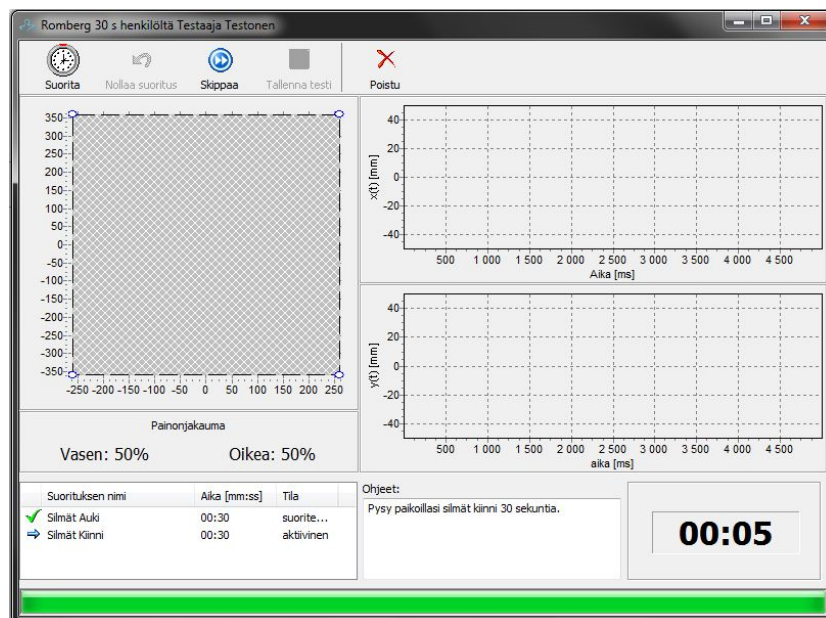 Romberg 30 s henkilöltä Testaaja Testonen
Suorita Nollaa suoritus Skippaa Tallenna testi Poistu
350
300
250
200
150
100
50
0
-50
-100
-150
-200
-250
-300
-350
-250 -200 -150 -100 -50 0 50 100 150 200 250
x(t) [mm]
40
20
0
-20
-40
500 1 000 1 500 2 000 2 500 3 000 3 500 4 000 4 500
Aika [ms]
y(t) [mm]
40
20
0
-20
-40
500 1 000 1 500 2 000 2 500 3 000 3 500 4 000 4 500
aika [ms]
Painonjakauma
Vasen: 50% Oikea: 50%
Suorituksen nimi Aika [mm:ss] Tila
Silmät Auki 00:30 suorite...
Silmät Kiinni 00:30 aktiivinen
Ohjeet:
Pysy paikoillasi silmät kiinni 30 sekuntia.
00:05